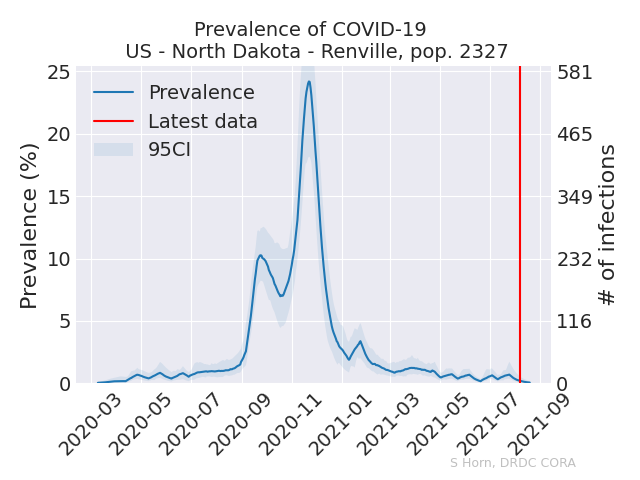 Prevalence of COVID-19
US - North Dakota - Renville, pop. 2327
Prevalence
Latest data
95CI
Prevalence (%)
25
20
15
10
5
0
581
465
349
232
116
0
# of infections
2020-03
2020-05
2020-07
2020-09
2020-11
2021-01
2021-03
2021-05
2021-07
2021-09
S Horn, DRDC CORA